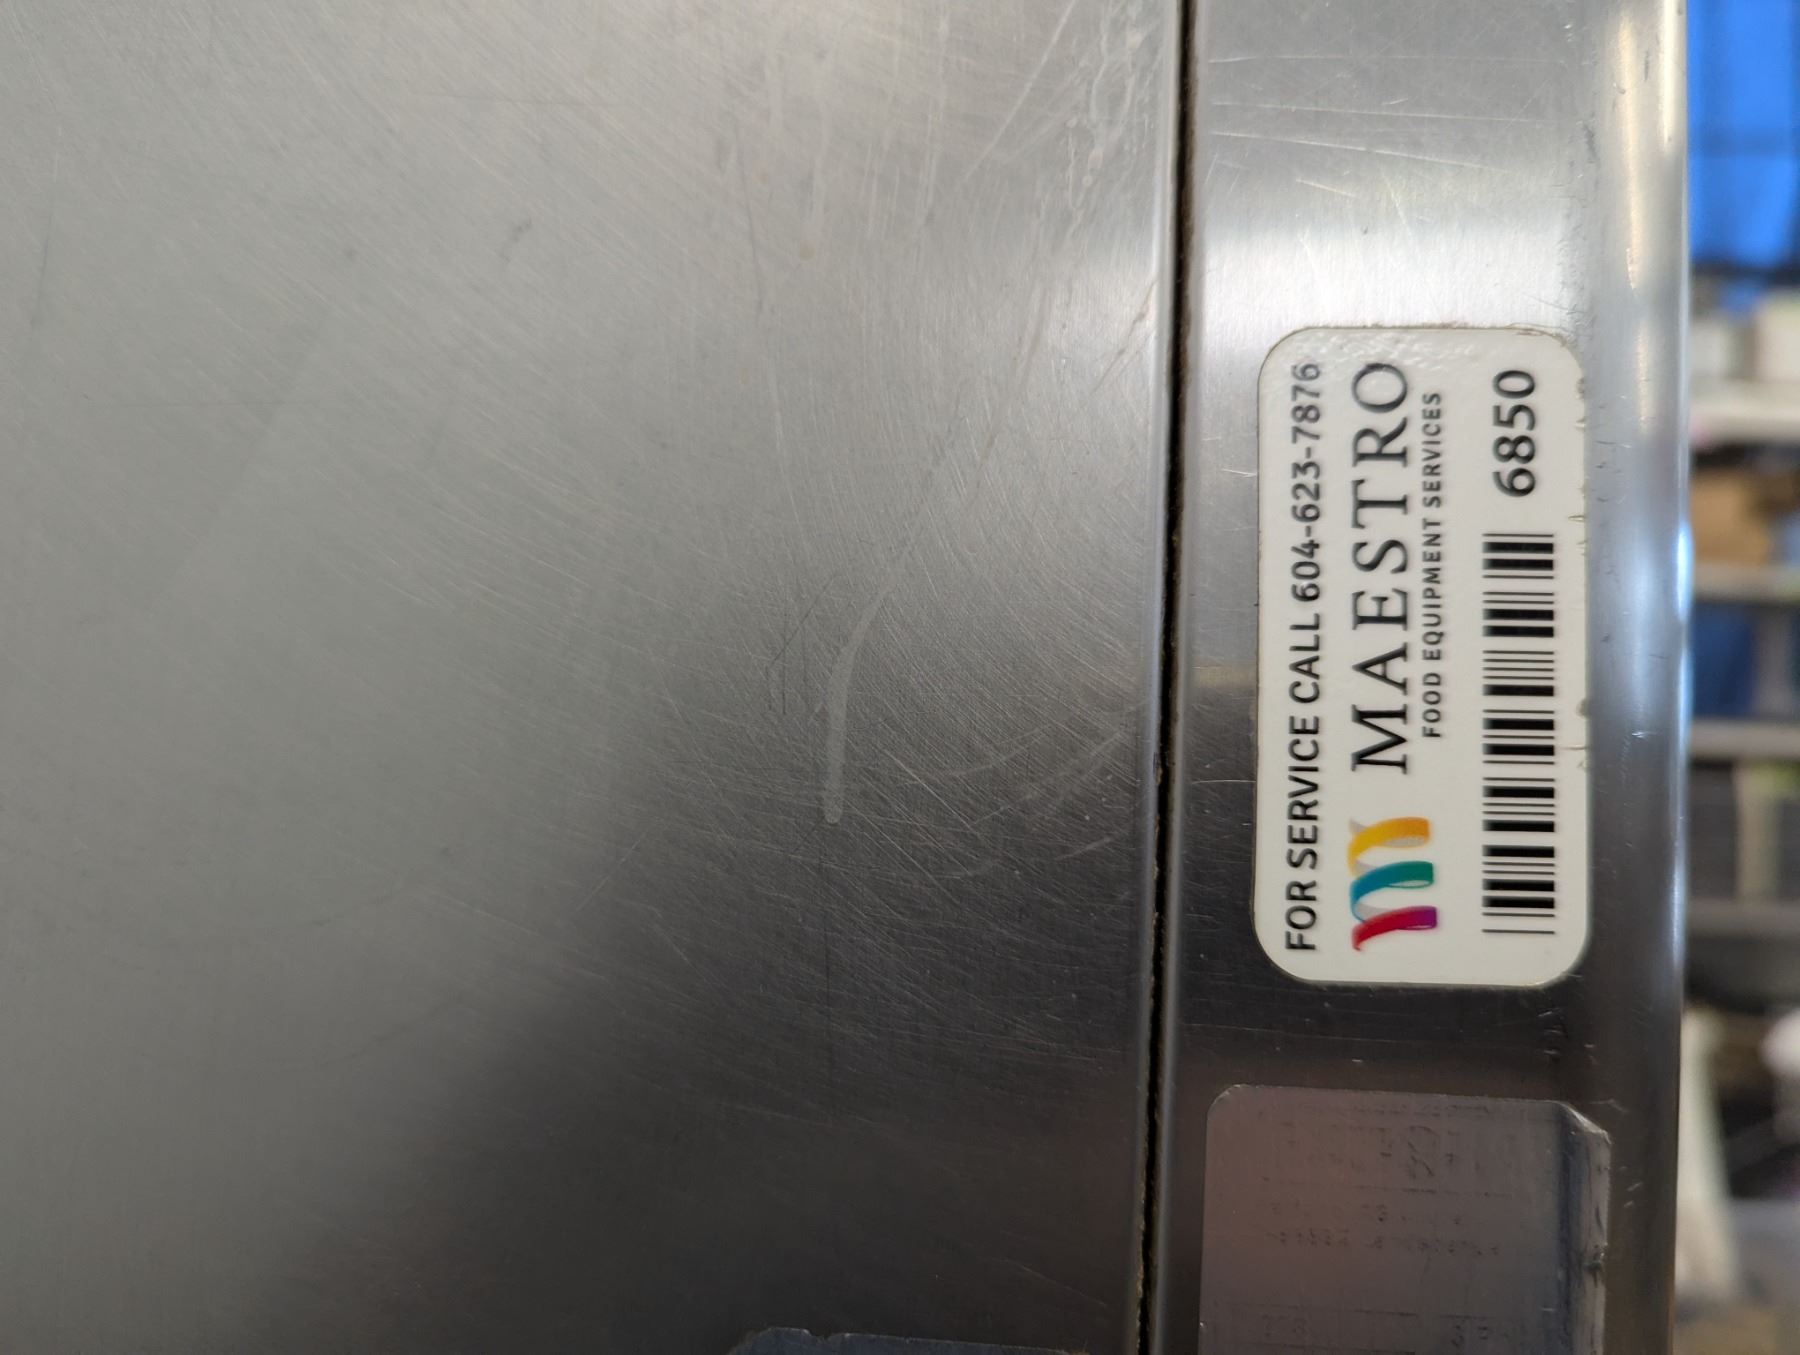 FOR SERVICE CALL 604-623-7876
MAESTRO
FOOD EQUIPMENT SERVICES
6850